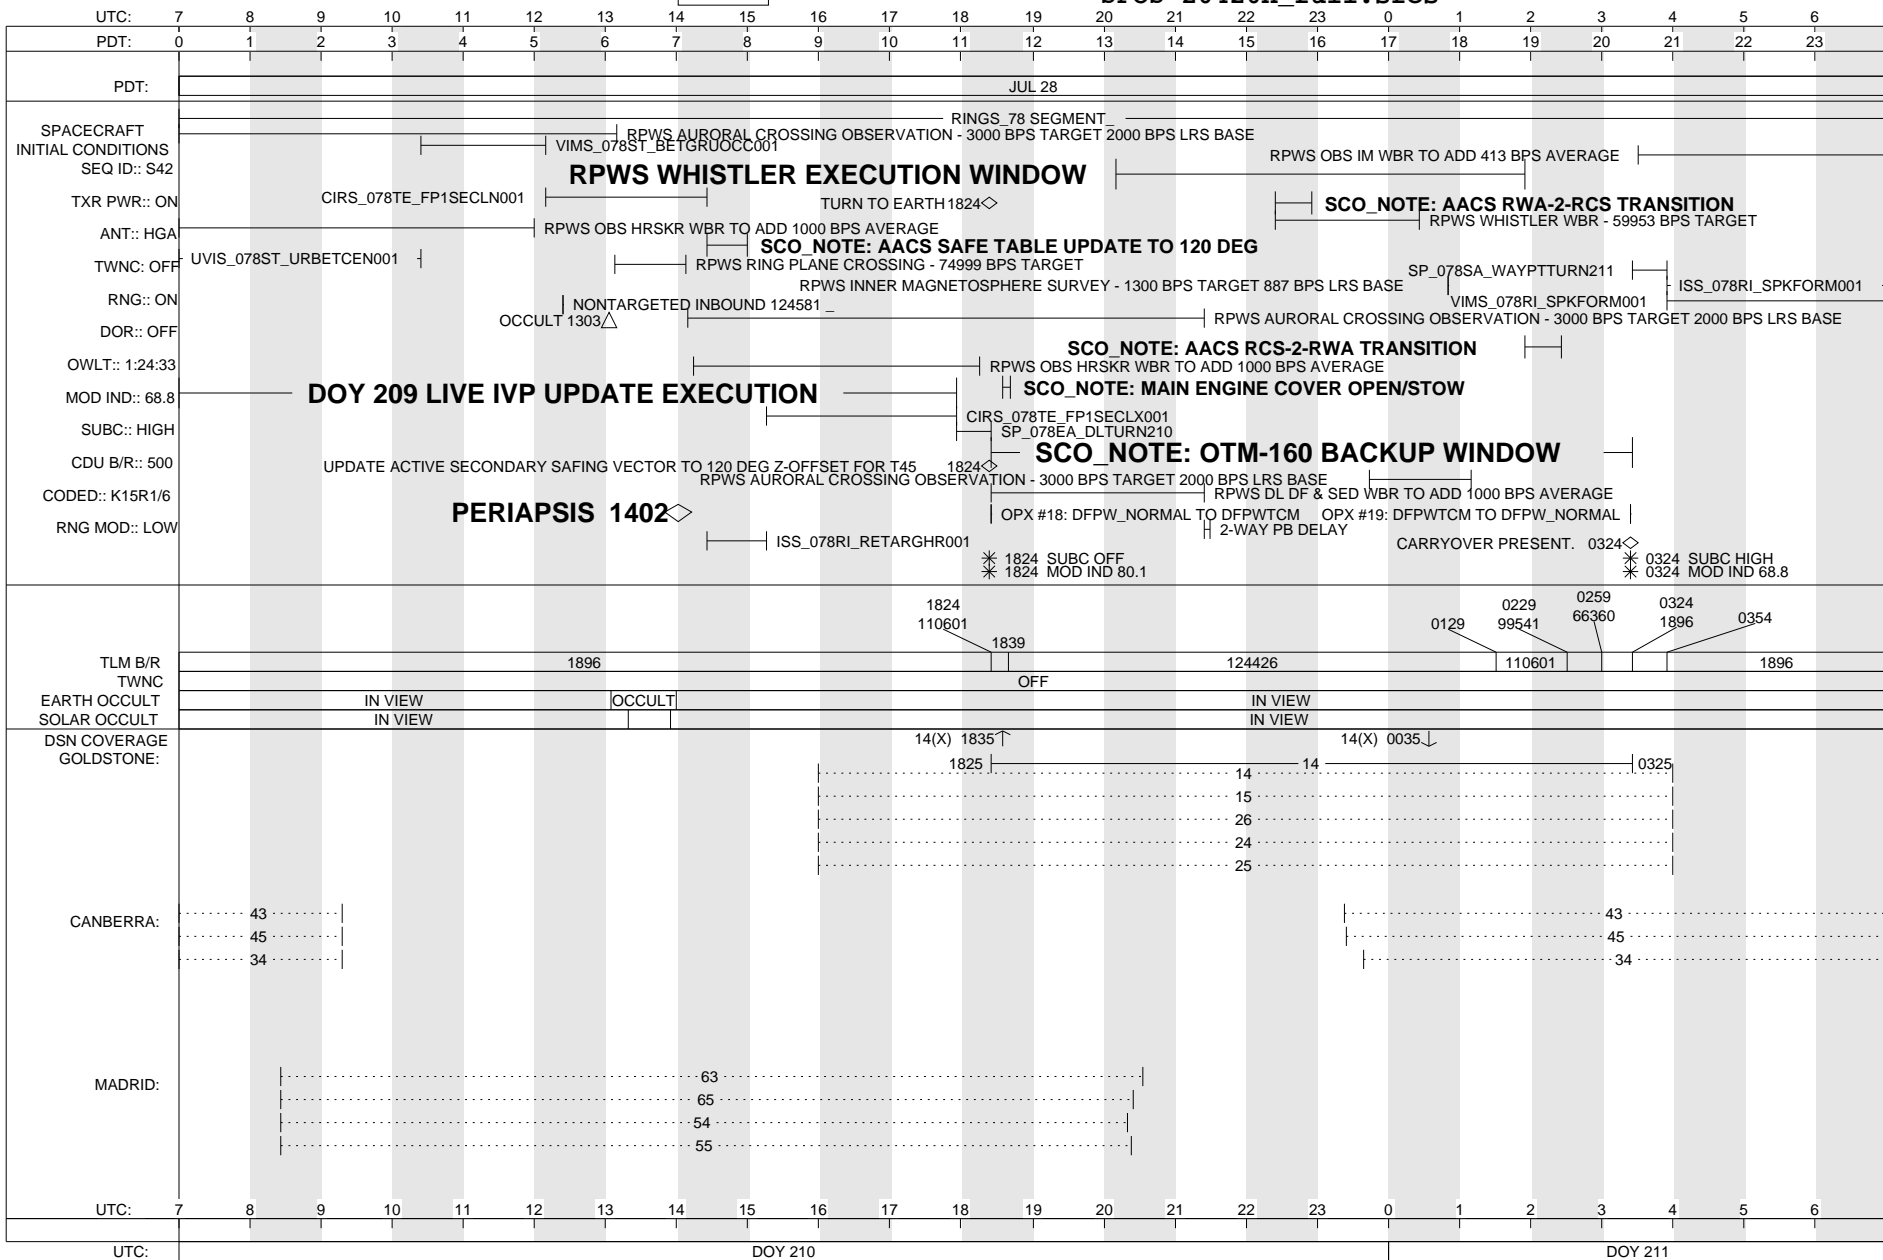 UTC: 7 8 9 10 11 12 13 14 15 16 17 18 19 20 21 22 23 0 1 2 3 4 5 6
PDT: 0 1 2 3 4 5 6 7 8 9 10 11 12 13 14 15 16 17 18 19 20 21 22 23
PDT: JUL 28
RINGS_78 SEGMENT_
SPACECRAFT
INITIAL CONDITIONS
SEQ ID:: S42
TXR PWR:: ON
ANT:: HGA
TWNC: OFF
RNG:: ON
DOR:: OFF
OWLT:: 1:24:33
MOD IND:: 68.8
SUBC:: HIGH
CDU B/R:: 500
CODED:: K15R1/6
RNG MOD:: LOW
RPWS AURORAL CROSSING OBSERVATION - 3000 BPS TARGET 2000 BPS LRS BASE
VIMS_078ST_BETGRUOCC001
RPWS OBS IM WBR TO ADD 413 BPS AVERAGE
RPWS WHISTLER EXECUTION WINDOW
CIRS_078TE_FP1SECLN001
TURN TO EARTH 1824
SCO_NOTE: AACS RWA-2-RCS TRANSITION
RPWS WHISTLER WBR - 59953 BPS TARGET
RPWS OBS HRSKR WBR TO ADD 1000 BPS AVERAGE
SCO_NOTE: AACS SAFE TABLE UPDATE TO 120 DEG
UVIS_078ST_URBETCEN001
RPWS RING PLANE CROSSING - 74999 BPS TARGET
SP_078SA_WAYPTTURN211
RPWS INNER MAGNETOSPHERE SURVEY - 1300 BPS TARGET 887 BPS LRS BASE
ISS_078RI_SPKFORM001
VIMS_078RI_SPKFORM001
NONTARGETED INBOUND 124581 _
OCCULT 1303
RPWS AURORAL CROSSING OBSERVATION - 3000 BPS TARGET 2000 BPS LRS BASE
SCO_NOTE: AACS RCS-2-RWA TRANSITION
RPWS OBS HRSKR WBR TO ADD 1000 BPS AVERAGE
DOY 209 LIVE IVP UPDATE EXECUTION
SCO_NOTE: MAIN ENGINE COVER OPEN/STOW
CIRS_078TE_FP1SECLX001
SP_078EA_DLTURN210
SCO_NOTE: OTM-160 BACKUP WINDOW
UPDATE ACTIVE SECONDARY SAFING VECTOR TO 120 DEG Z-OFFSET FOR T45 1824
RPWS AURORAL CROSSING OBSERVATION - 3000 BPS TARGET 2000 BPS LRS BASE
RPWS DL DF & SED WBR TO ADD 1000 BPS AVERAGE
PERIAPSIS 1402
OPX #18: DFPW_NORMAL TO DFPWTCM OPX #19: DFPWTCM TO DFPW_NORMAL
2-WAY PB DELAY
ISS_078RI_RETARGHR001
CARRYOVER PRESENT. 0324
1824 SUBC OFF 0324 SUBC HIGH
1824 MOD IND 80.1 0324 MOD IND 68.8
1824 110601 1839 0129 0229 99541 0259 66360 0324 1896 0354
TLM B/R 1896 124426 110601 1896
TWNC OFF
EARTH OCCULT IN VIEW OCCULT IN VIEW
SOLAR OCCULT IN VIEW IN VIEW
DSN COVERAGE 14(X) 1835 14(X) 0035
GOLDSTONE: 1825 14 0325
14
15
26
24
25
CANBERRA: 43 43
45 45
34 34
MADRID: 63
65
54
55
UTC: 7 8 9 10 11 12 13 14 15 16 17 18 19 20 21 22 23 0 1 2 3 4 5 6
UTC: DOY 210 DOY 211